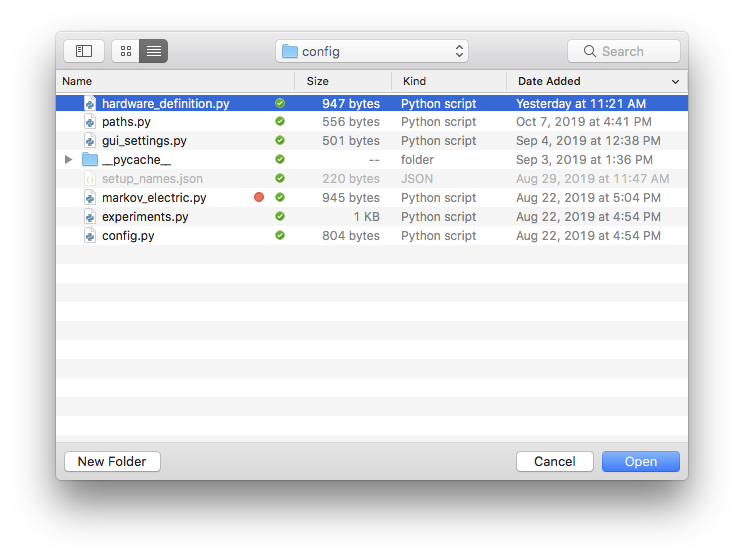 config
Search
Name Size Kind Date Added
hardware_definition.py 947 bytes Python script Yesterday at 11:21 AM
paths.py 556 bytes Python script Oct 7, 2019 at 4:41 PM
gui_settings.py 501 bytes Python script Sep 4, 2019 at 12:38 PM
__pycache__ -- folder Sep 3, 2019 at 1:36 PM
setup_names.json 220 bytes JSON Aug 29, 2019 at 11:47 AM
markov_electric.py 945 bytes Python script Aug 22, 2019 at 5:04 PM
experiments.py 1 KB Python script Aug 22, 2019 at 4:54 PM
config.py 804 bytes Python script Aug 22, 2019 at 4:54 PM
New Folder Cancel Open